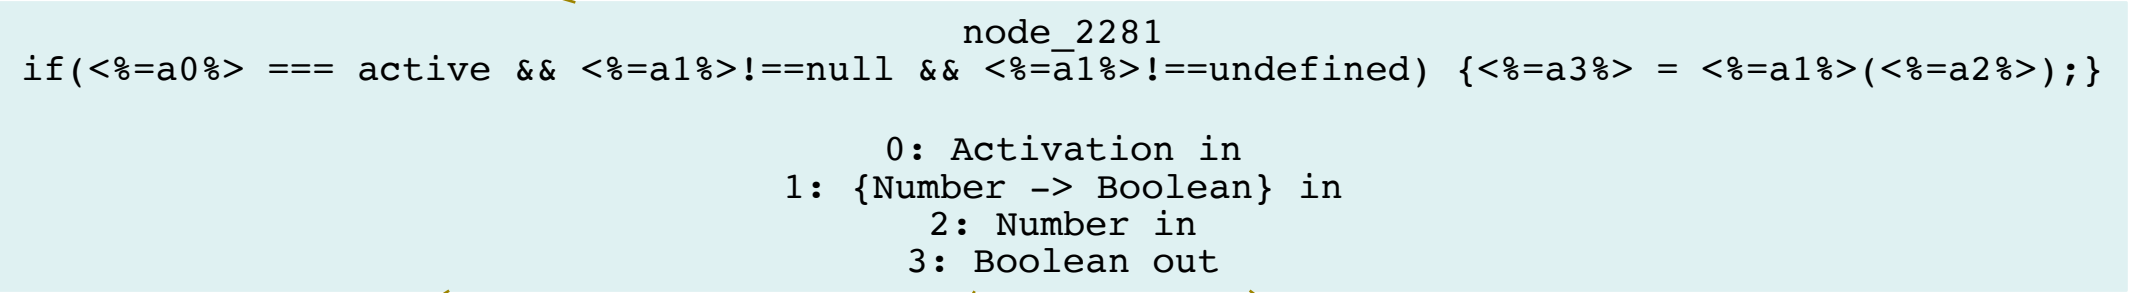 node_2281
if(<%=a0%> === active && <%=a1%>!==null && <%=a1%>!==undefined) {<%=a3%> = <%=a1%>(<%=a2%>);}
0: Activation in
1: {Number -> Boolean} in
2: Number in
3: Boolean out